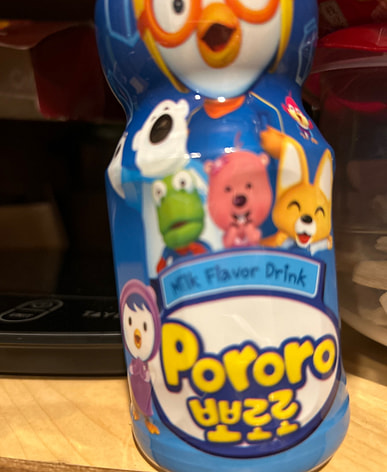 Milk Flavor Drink
Pororo
뽀로로